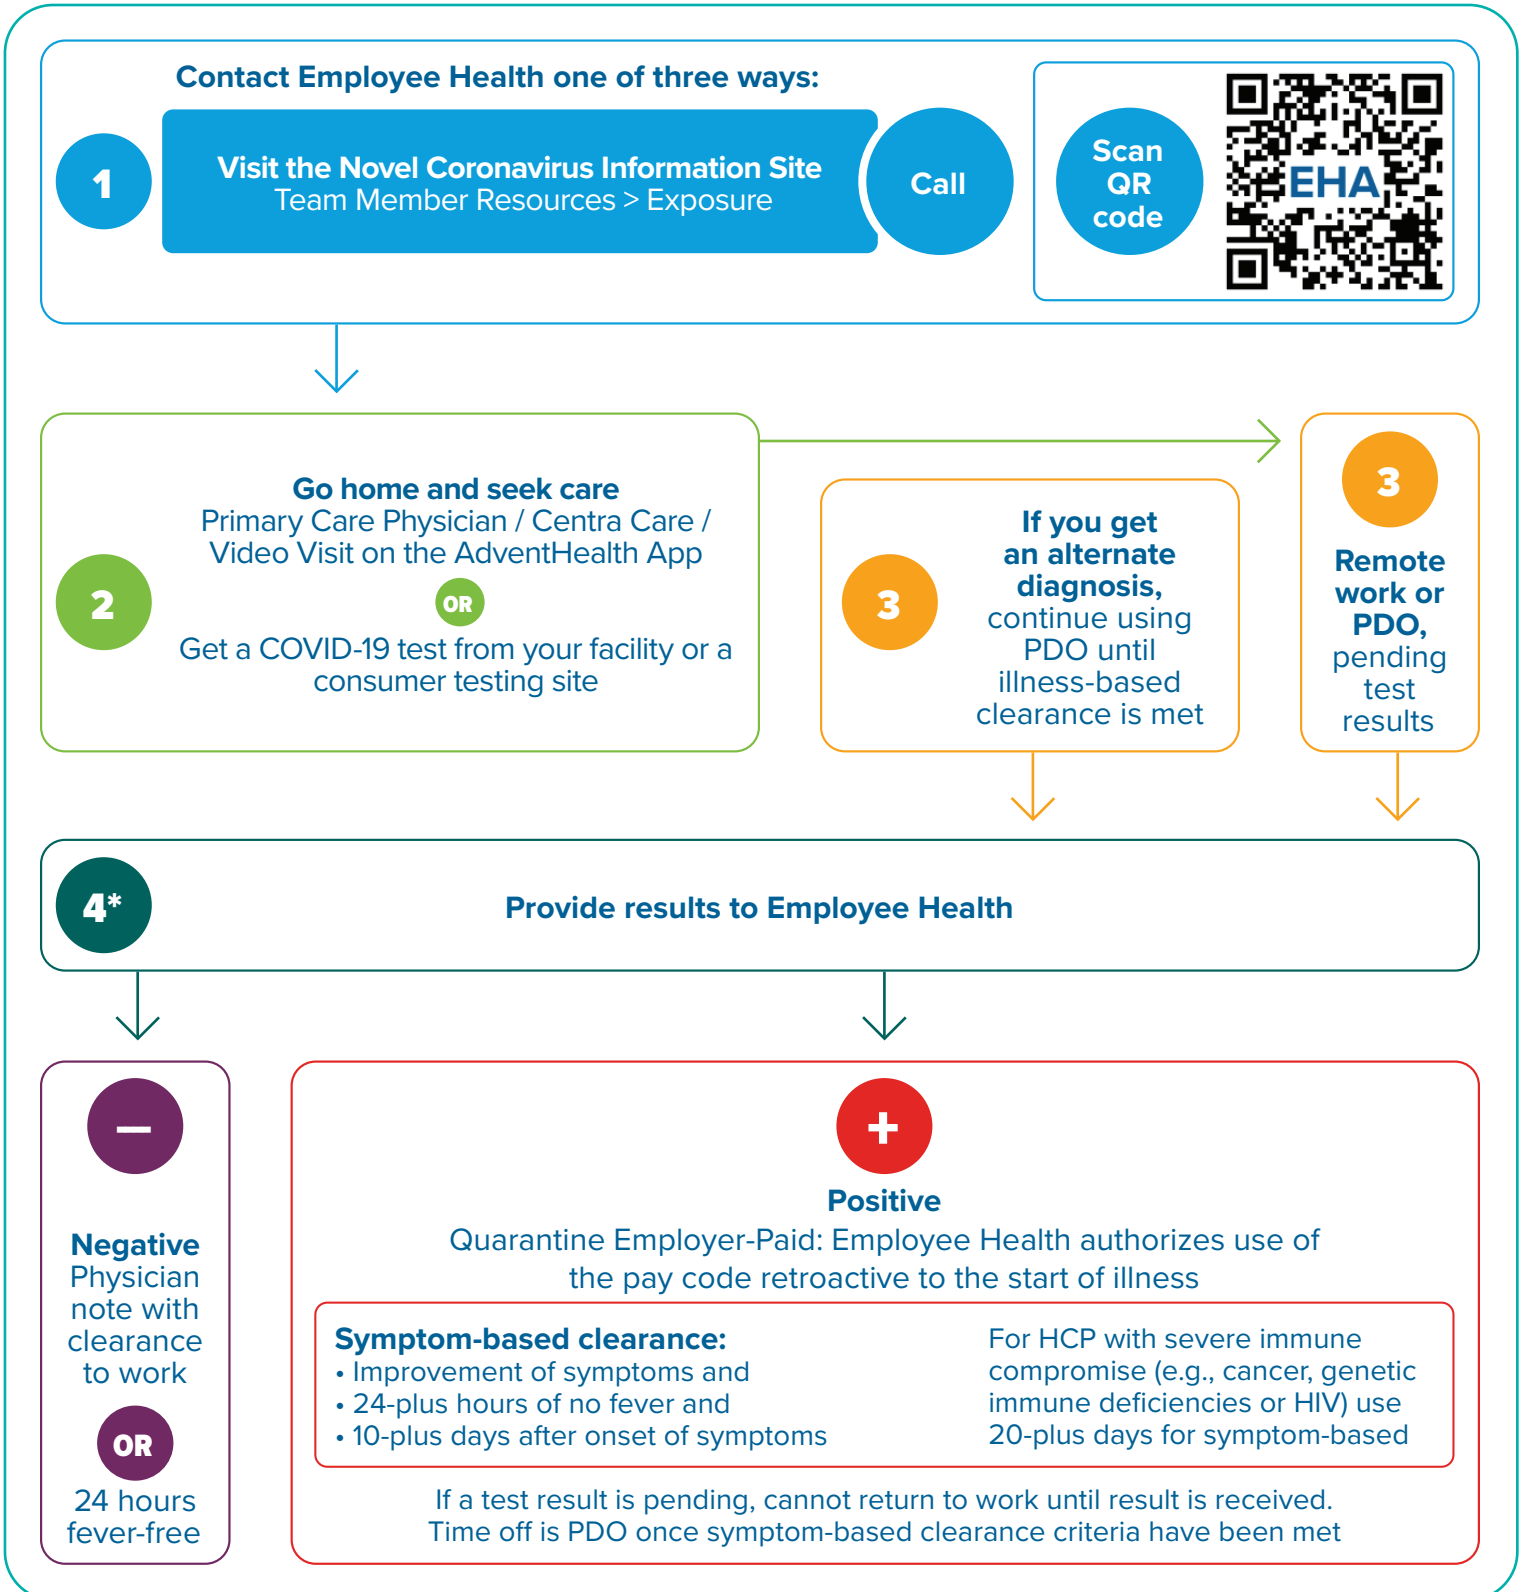 Contact Employee Health one of three ways:
1
Visit the Novel Coronavirus Information Site
Team Member Resources > Exposure
Call
Scan
QR
code
EHA
2
Go home and seek care
Primary Care Physician / Centra Care /
Video Visit on the AdventHealth App
OR
Get a COVID-19 test from your facility or a
consumer testing site
3
If you get
an alternate
diagnosis,
continue using
PDO until
illness-based
clearance is met
3
Remote
work or
PDO,
pending
test
results
4*
Provide results to Employee Health
–
Negative
Physician
note with
clearance
to work
OR
24 hours
fever-free
+
Positive
Quarantine Employer-Paid: Employee Health authorizes use of
the pay code retroactive to the start of illness
Symptom-based clearance:
• Improvement of symptoms and
• 24-plus hours of no fever and
• 10-plus days after onset of symptoms
For HCP with severe immune
compromise (e.g., cancer, genetic
immune deficiencies or HIV) use
20-plus days for symptom-based
If a test result is pending, cannot return to work until result is received.
Time off is PDO once symptom-based clearance criteria have been met